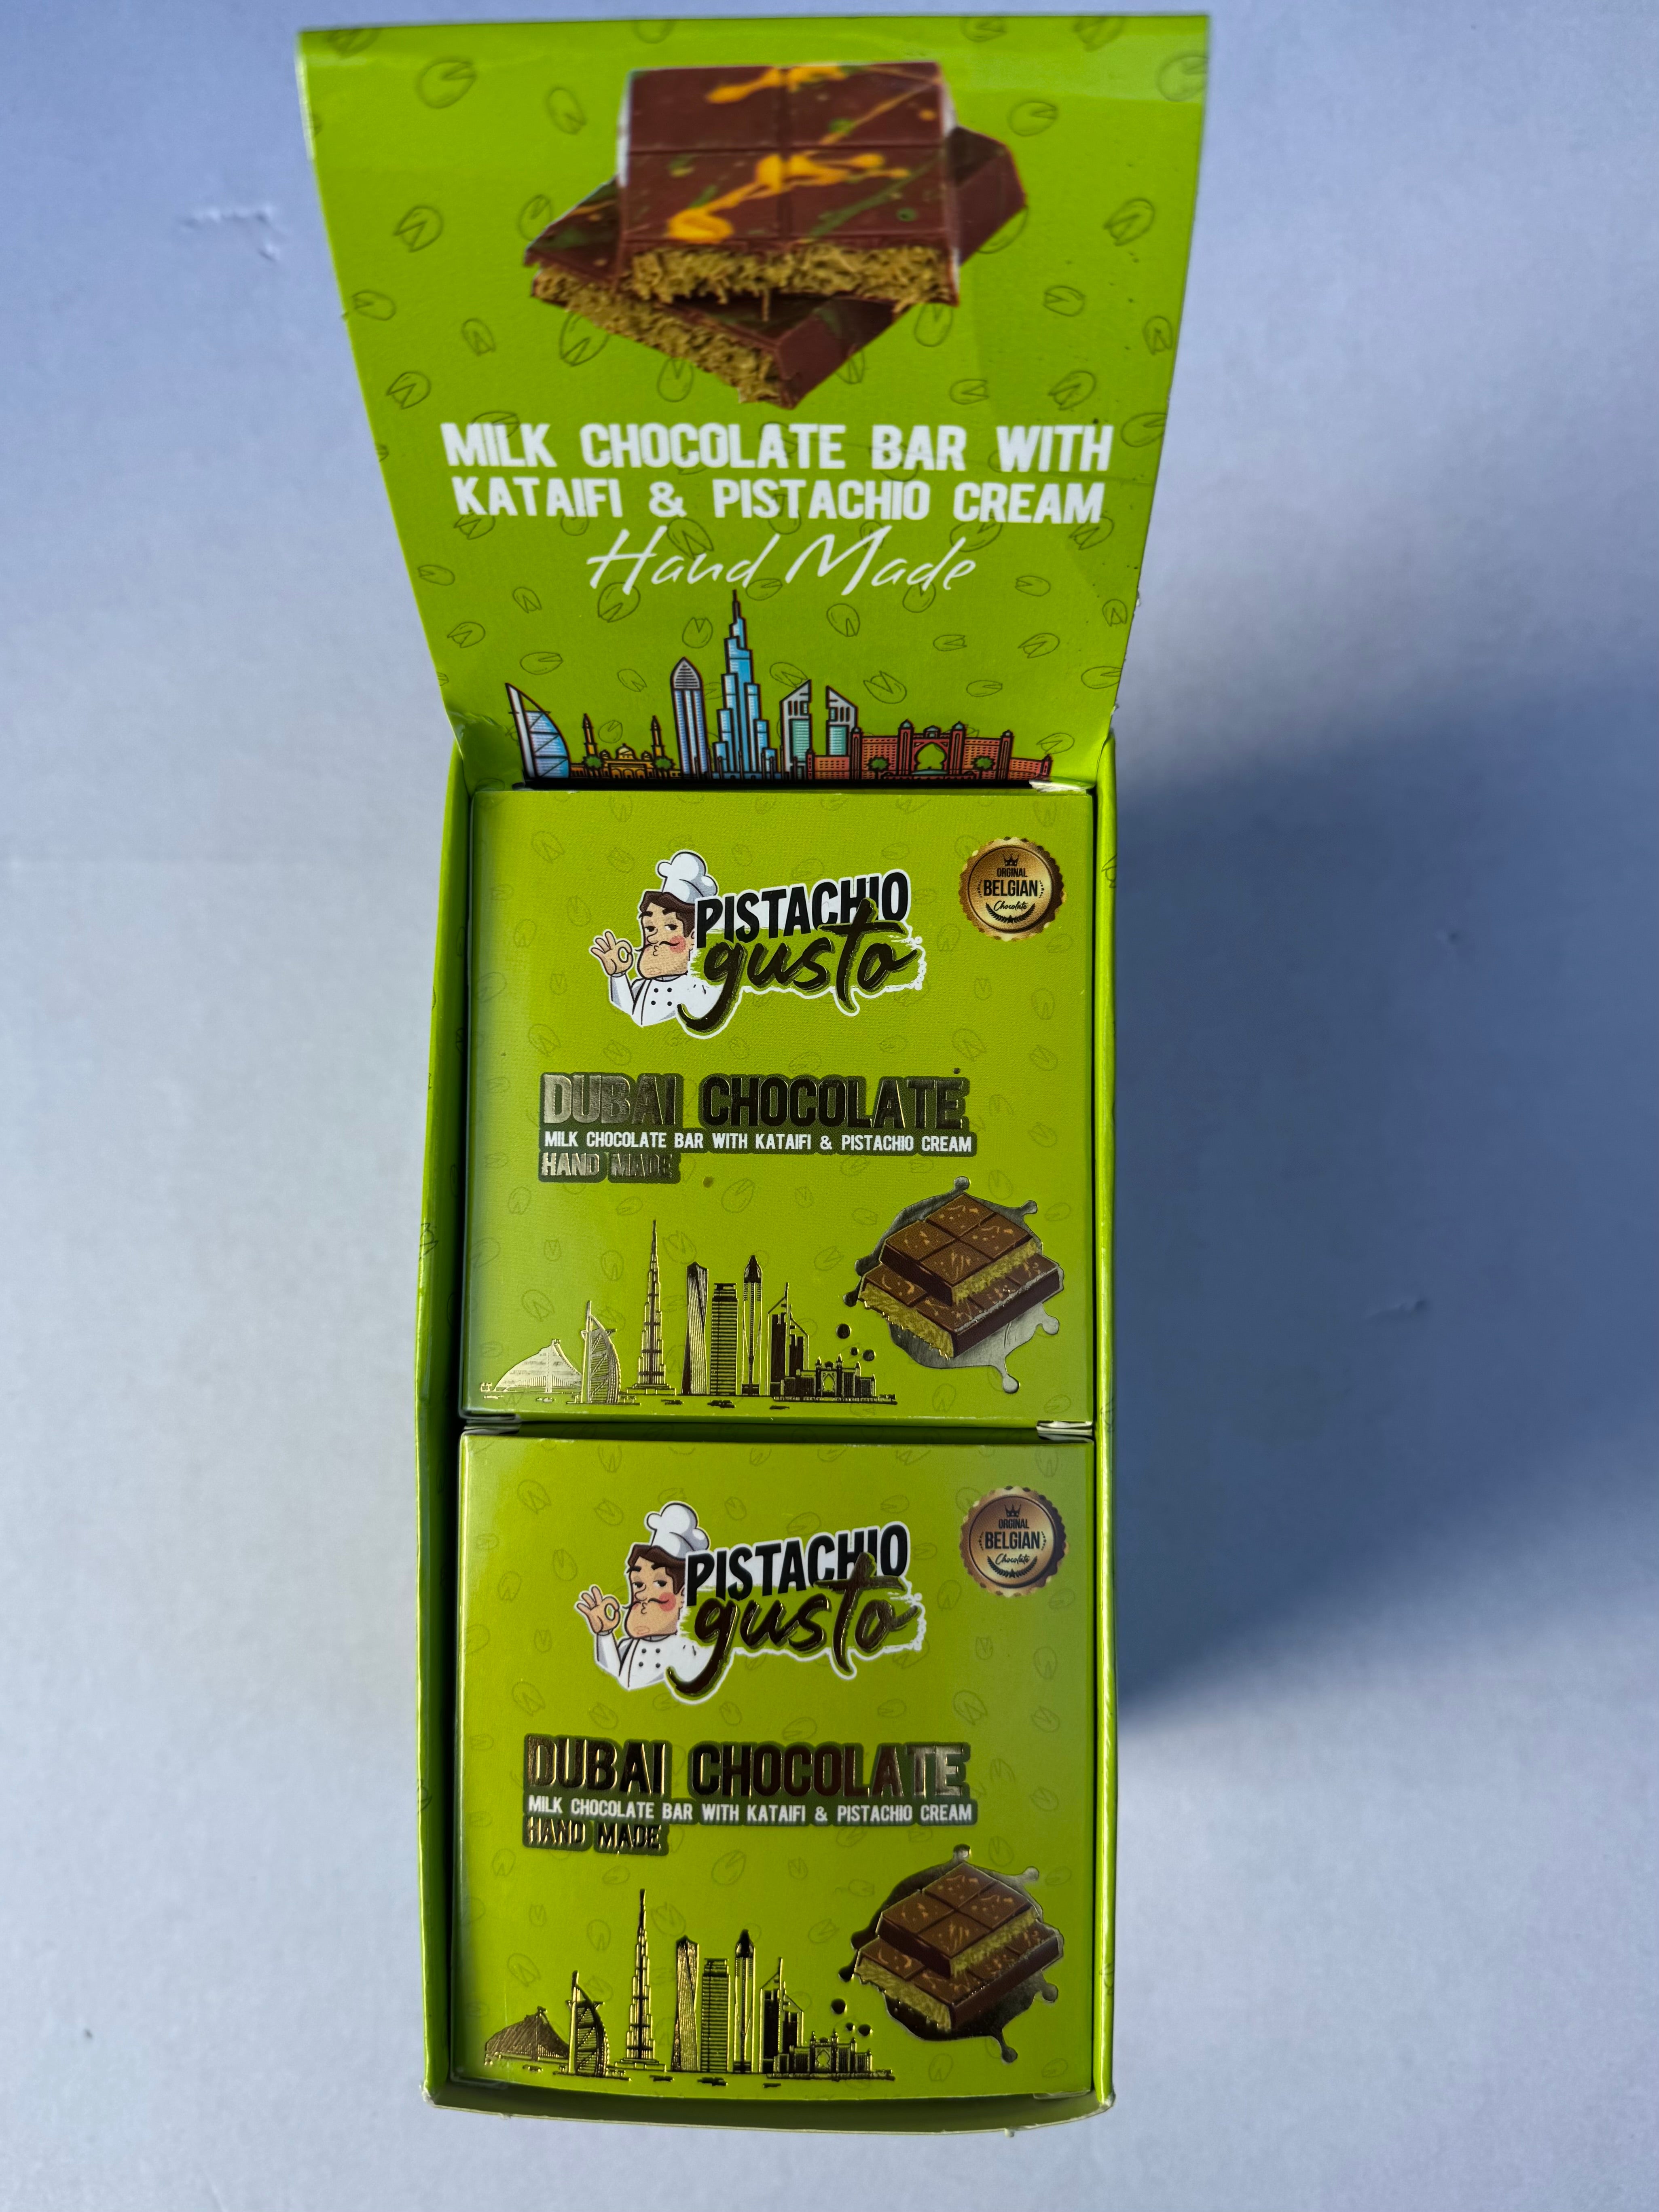 MILK CHOCOLATE BAR WITH
KATAIFI & PISTACHIO CREAM
Hand Made
PISTACHIO
gusto
ORGINAL
BELGIAN
Chocolate
DUBAI CHOCOLATE
MILK CHOCOLATE BAR WITH KATAIFI & PISTACHIO CREAM
HAND MADE
PISTACHIO
gusto
ORGINAL
BELGIAN
Chocolate
DUBAI CHOCOLATE
MILK CHOCOLATE BAR WITH KATAIFI & PISTACHIO CREAM
HAND MADE